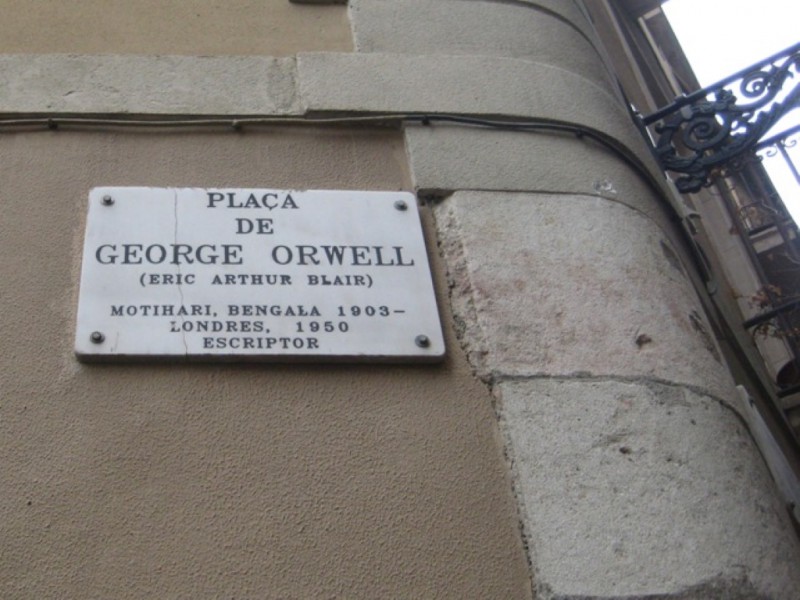 PLAÇA
DE
GEORGE ORWELL
(ERIC ARTHUR BLAIR)
MOTIHARI, BENGALA 1903-
LONDRES, 1950
ESCRIPTOR